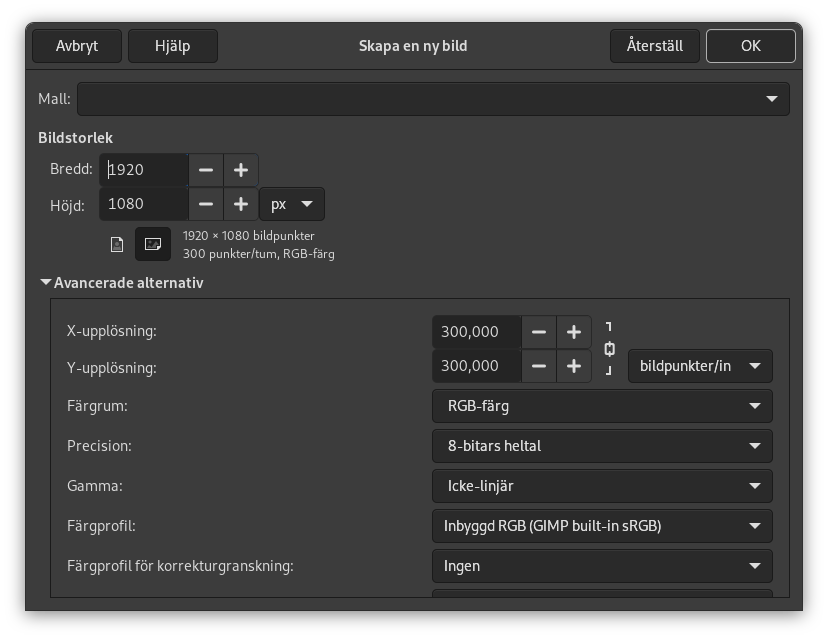 Avbryt Hjälp Skapa en ny bild Återställ OK
Mall:
Bildstorlek
Bredd: 1920
Höjd: 1080 px
1920 × 1080 bildpunkter
300 punkter/tum, RGB-färg
Avancerade alternativ
X-upplösning: 300,000
Y-upplösning: 300,000 bildpunkter/in
Färgrum: RGB-färg
Precision: 8-bitars heltal
Gamma: Icke-linjär
Färgprofil: Inbyggd RGB (GIMP built-in sRGB)
Färgprofil för korrekturgranskning: Ingen